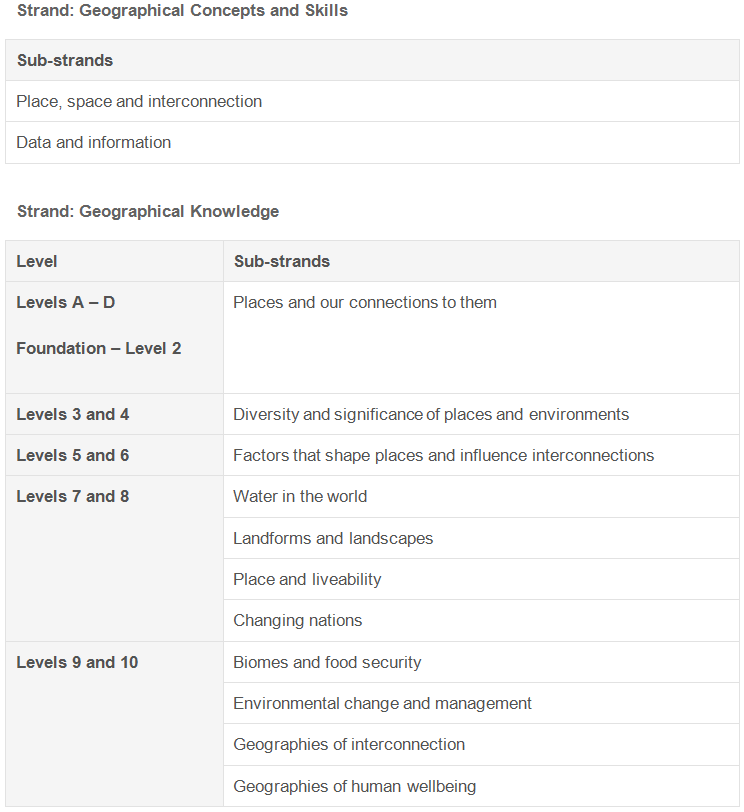 Strand: Geographical Concepts and Skills
Sub-strands
Place, space and interconnection
Data and information
Strand: Geographical Knowledge
Level Sub-strands
Levels A – D Places and our connections to them
Foundation – Level 2
Levels 3 and 4 Diversity and significance of places and environments
Levels 5 and 6 Factors that shape places and influence interconnections
Levels 7 and 8 Water in the world
Landforms and landscapes
Place and liveability
Changing nations
Levels 9 and 10 Biomes and food security
Environmental change and management
Geographies of interconnection
Geographies of human wellbeing